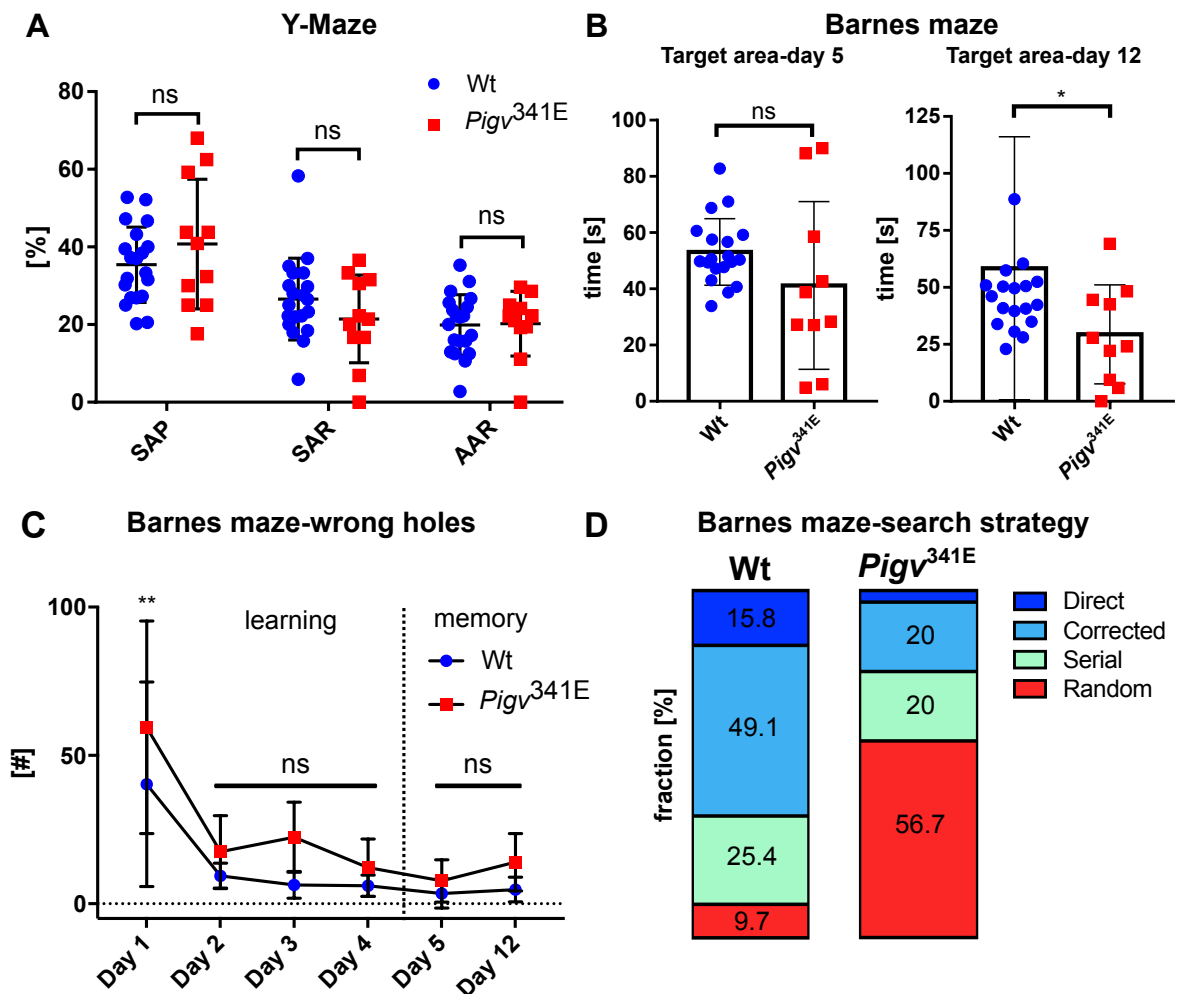 A
Y-Maze
[%]
80
60
40
20
0
ns
ns
ns
Wt
Pigv341E
SAP
SAR
AAR
B
Barnes maze
Target area-day 5
time [s]
100
80
60
40
20
0
ns
Wt
Pigv341E
Target area-day 12
time [s]
125
100
75
50
25
0
*
Wt
Pigv341E
C
Barnes maze-wrong holes
[#]
100
50
0
**
learning
memory
Wt
Pigv341E
ns
ns
Day 1
Day 2
Day 3
Day 4
Day 5
Day 12
D
Barnes maze-search strategy
Wt
Pigv341E
fraction [%]
15.8
49.1
25.4
9.7
20
20
56.7
Direct
Corrected
Serial
Random